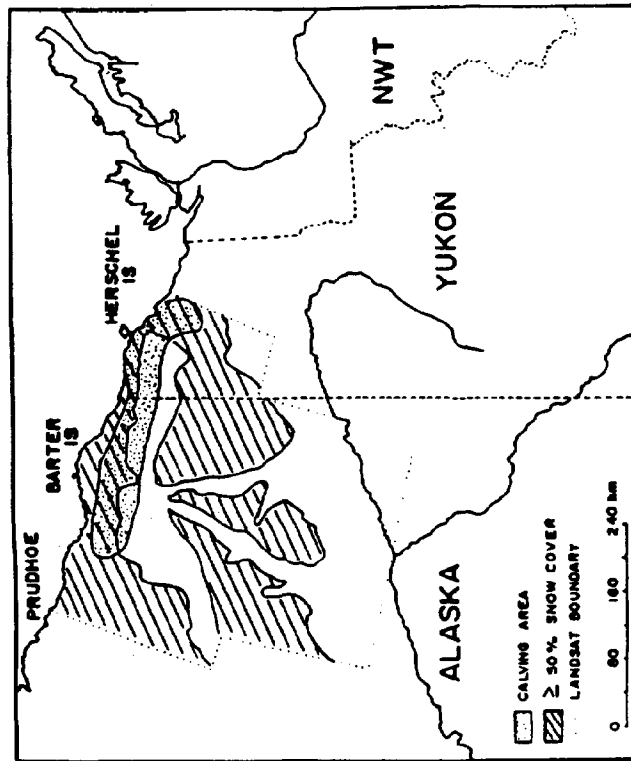 PRUDHOE
BARTER
IS
HERSCHEL
IS
NWT
YUKON
ALASKA
CALVING AREA
≥ 50% SNOW COVER
LANDSAT BOUNDARY
0 80 160 240 km